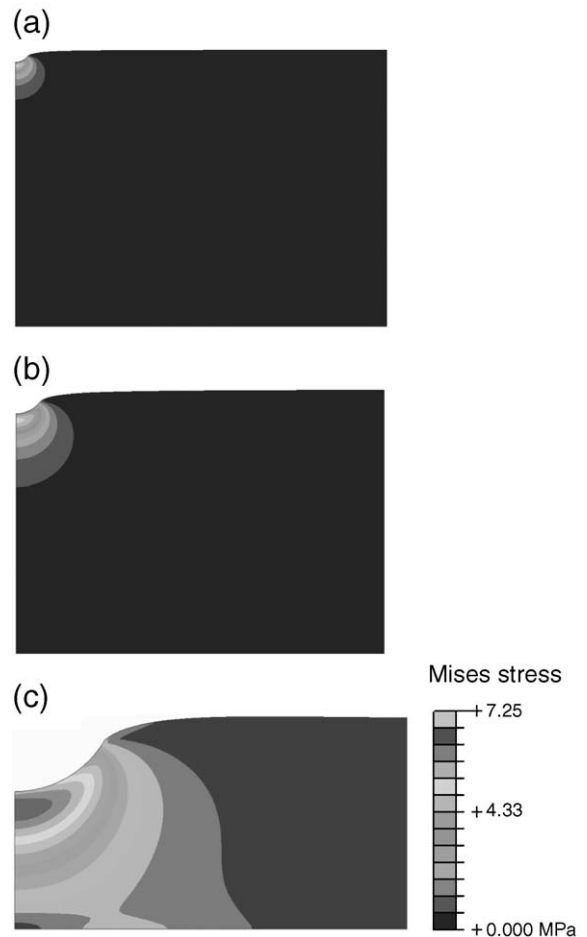 (a)
(b)
(c)
Mises stress
+7.25
+4.33
+0.000 MPa